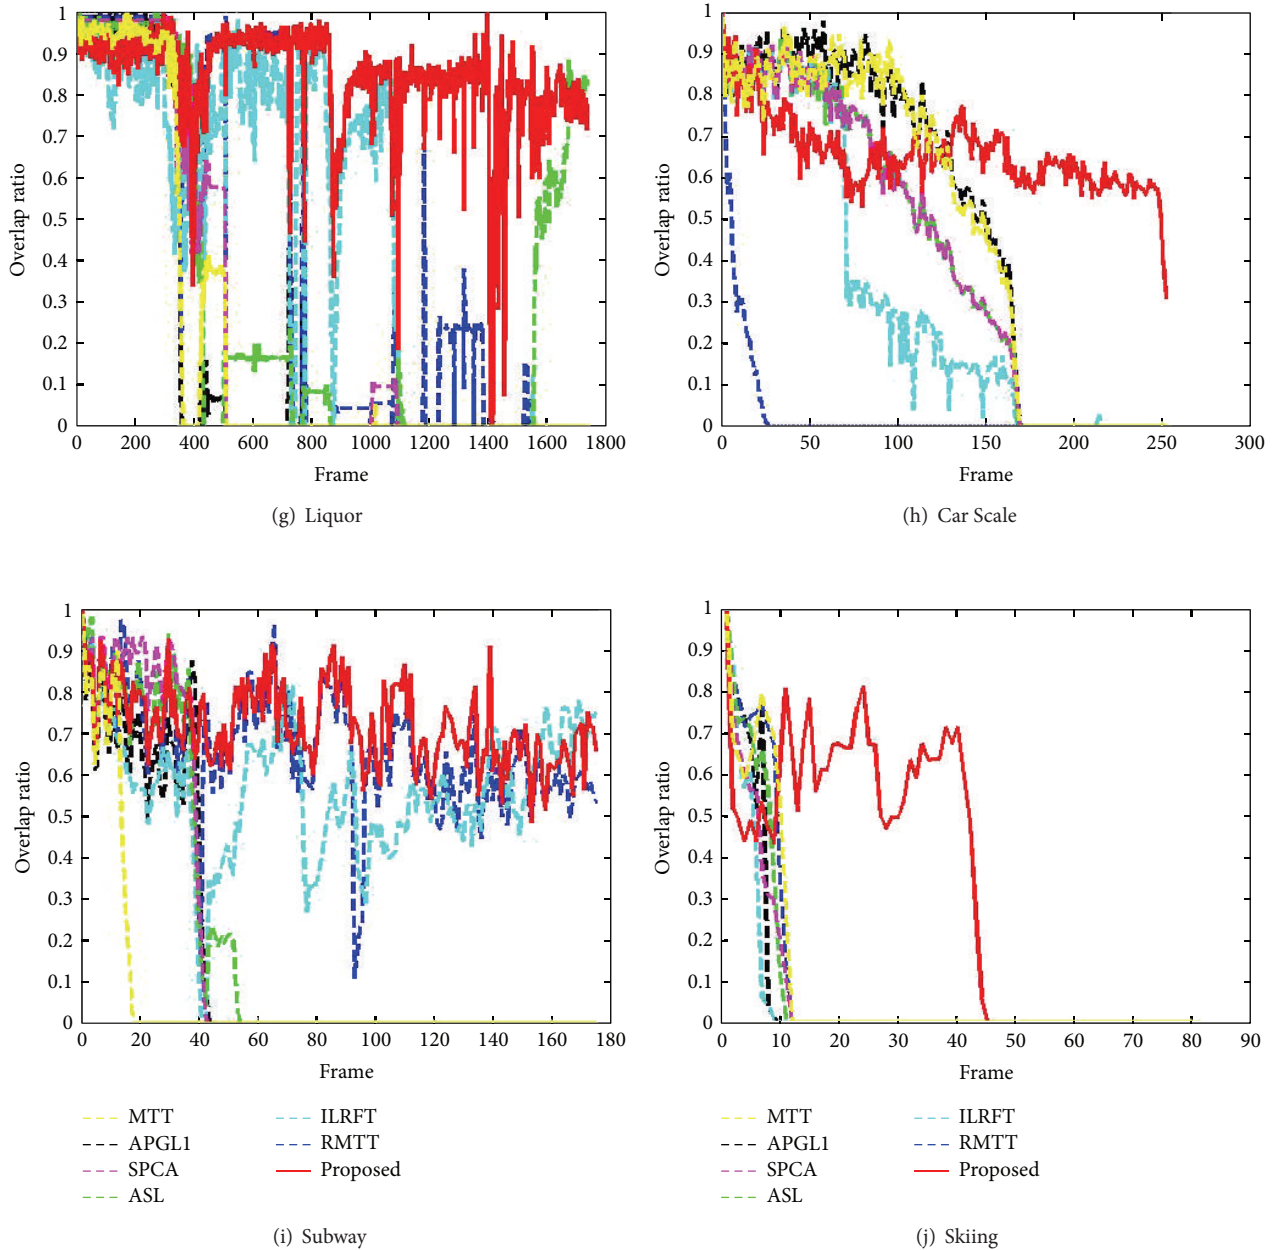 1
0.9
0.8
0.7
0.6
0.5
0.4
0.3
0.2
0.1
0
Overlap ratio
0 200 400 600 800 1000 1200 1400 1600 1800
Frame
(g) Liquor
1
0.9
0.8
0.7
0.6
0.5
0.4
0.3
0.2
0.1
0
Overlap ratio
0 50 100 150 200 250 300
Frame
(h) Car Scale
1
0.9
0.8
0.7
0.6
0.5
0.4
0.3
0.2
0.1
0
Overlap ratio
0 20 40 60 80 100 120 140 160 180
Frame
MTT
APGL1
SPCA
ASL
ILRFT
RMTT
Proposed
(i) Subway
1
0.9
0.8
0.7
0.6
0.5
0.4
0.3
0.2
0.1
0
Overlap ratio
0 10 20 30 40 50 60 70 80 90
Frame
MTT
APGL1
SPCA
ASL
ILRFT
RMTT
Proposed
(j) Skiing